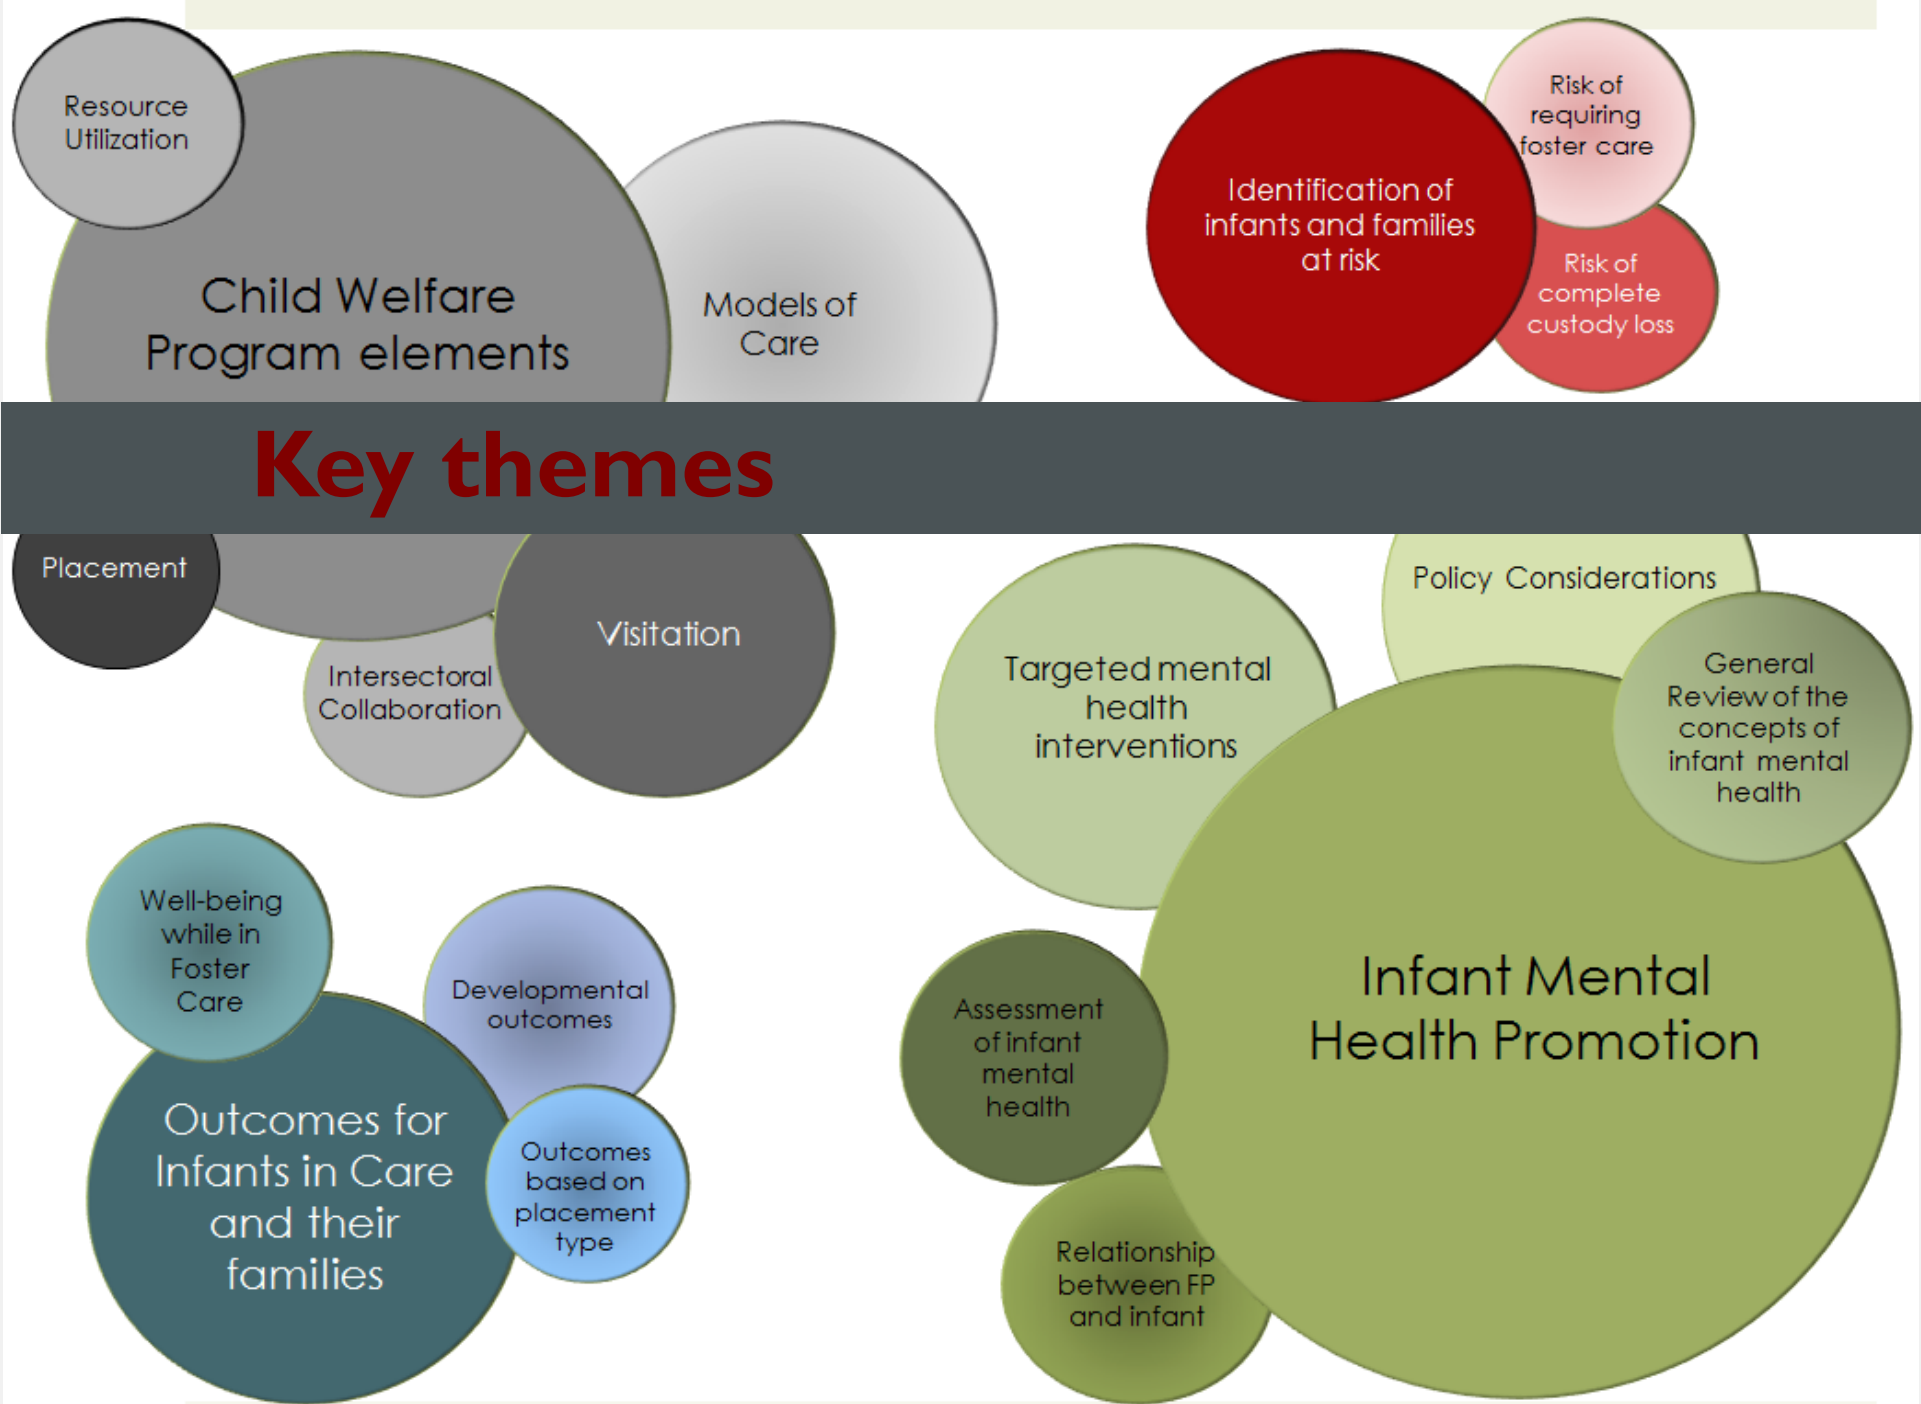 Resource
Utilization
Child Welfare
Program elements
Models of
Care
Identification of
infants and families
at risk
Risk of
requiring
foster care
Risk of
complete
custody loss
Key themes
Placement
Intersectoral
Collaboration
Visitation
Targeted mental
health
interventions
Policy Considerations
General
Review of the
concepts of
infant mental
health
Well-being
while in
Foster
Care
Developmental
outcomes
Outcomes for
Infants in Care
and their
families
Outcomes
based on
placement
type
Assessment
of infant
mental
health
Infant Mental
Health Promotion
Relationship
between FP
and infant